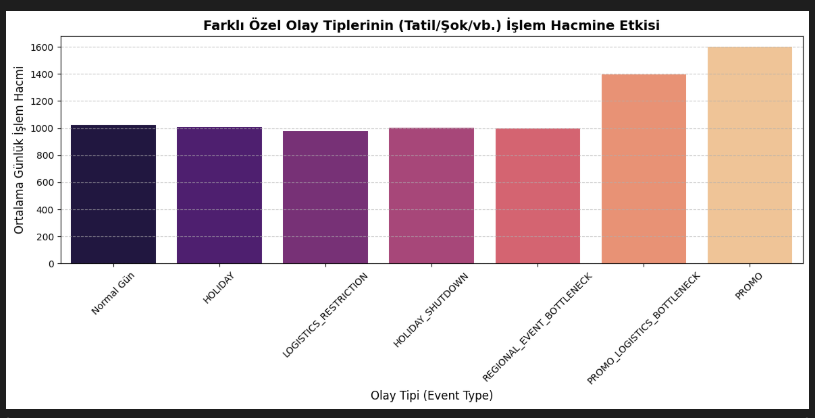 Farklı Özel Olay Tiplerinin (Tatil/Şok/vb.) İşlem Hacmine Etkisi
Ortalama Günlük İşlem Hacmi
1600
1400
1200
1000
800
600
400
200
0
Normal Gün
HOLIDAY
LOGISTICS_RESTRICTION
HOLIDAY_SHUTDOWN
REGIONAL_EVENT_BOTTLENECK
PROMO_LOGISTICS_BOTTLENECK
PROMO
Olay Tipi (Event Type)